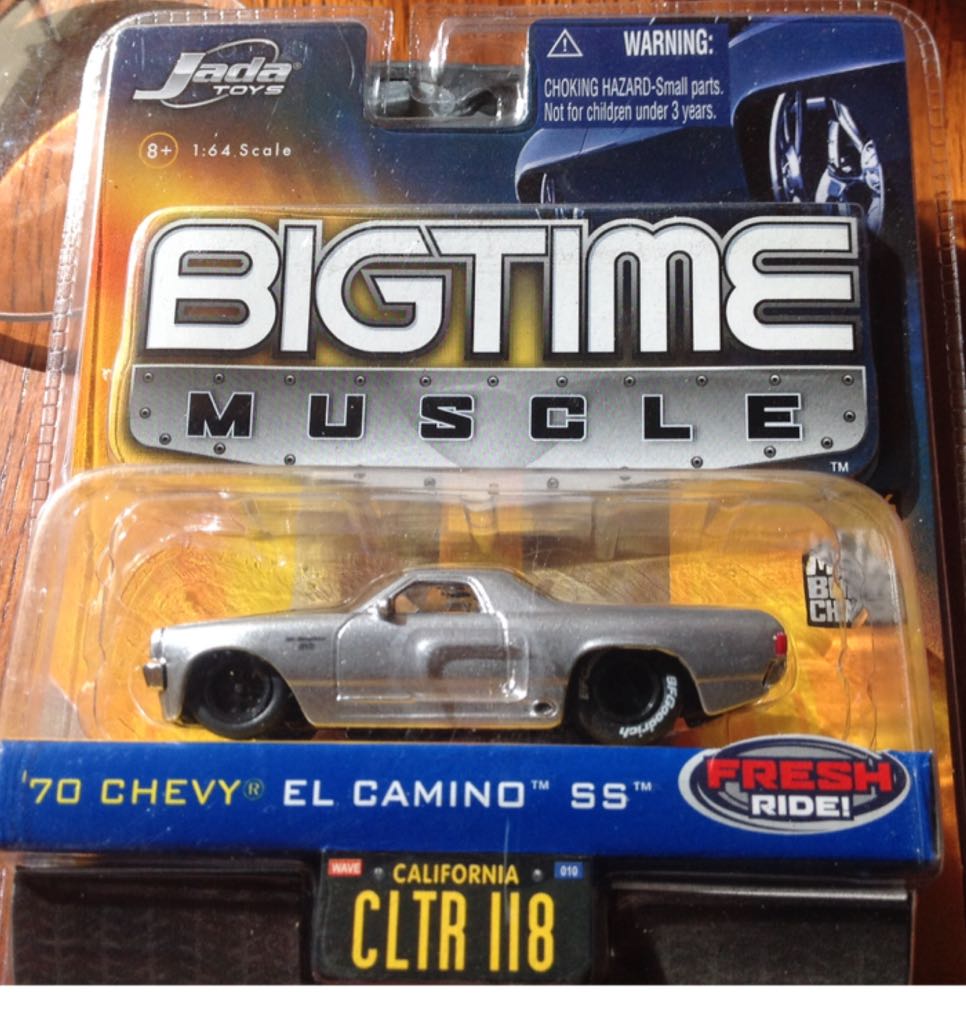 Jada®
TOYS
WARNING:
CHOKING HAZARD-Small parts.
Not for children under 3 years.
8+ 1:64 Scale
BIGTIME
MUSCLE
TM
BFGoodrich
'70 CHEVY® EL CAMINO™ SS™
FRESH
RIDE!
WAVE CALIFORNIA 010
CLTR 118